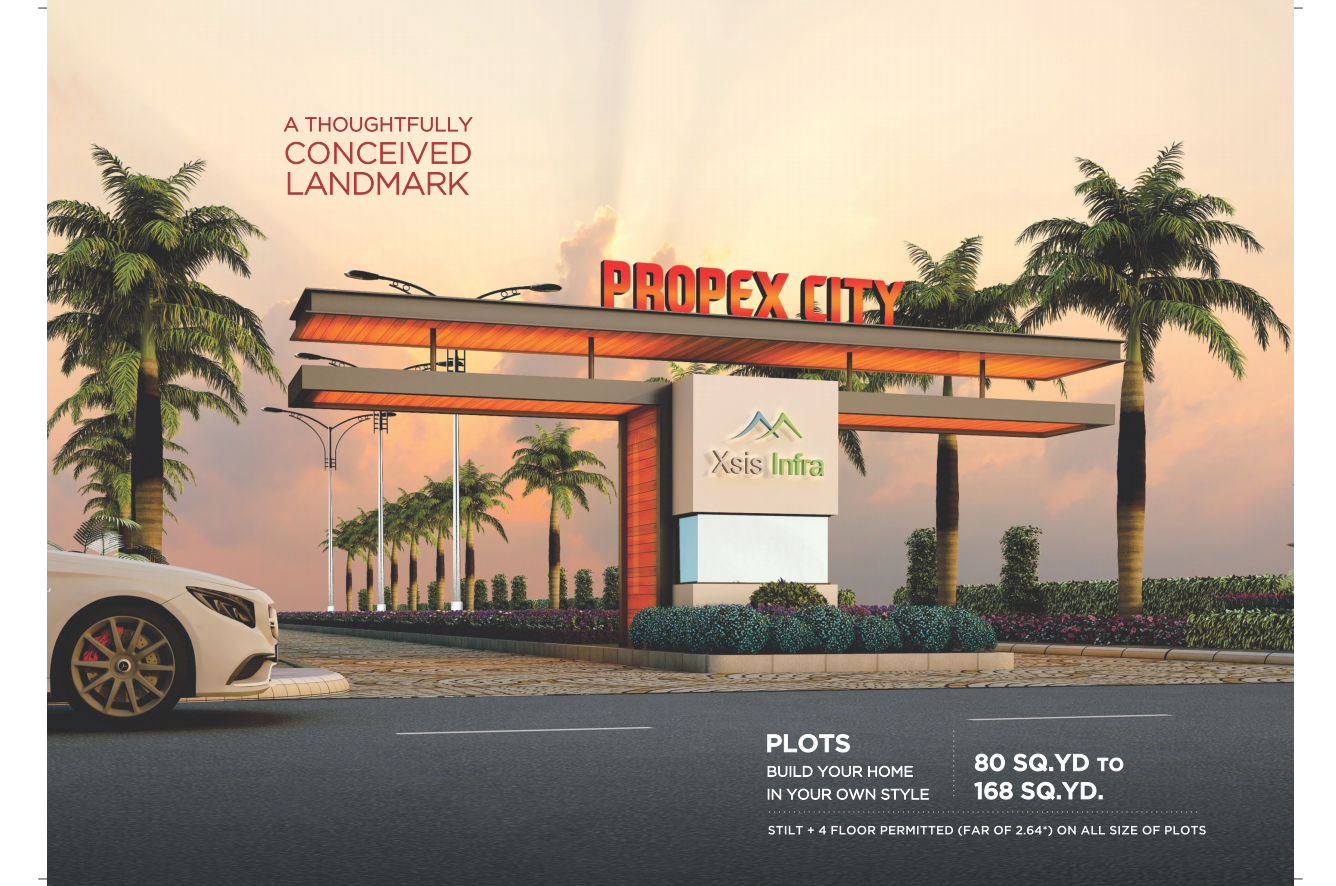 A THOUGHTFULLY
CONCEIVED
LANDMARK
PROPEX CITY
Xsis Infra
PLOTS
BUILD YOUR HOME
IN YOUR OWN STYLE
80 SQ.YD TO
168 SQ.YD.
STILT + 4 FLOOR PERMITTED (FAR OF 2.64*) ON ALL SIZE OF PLOTS